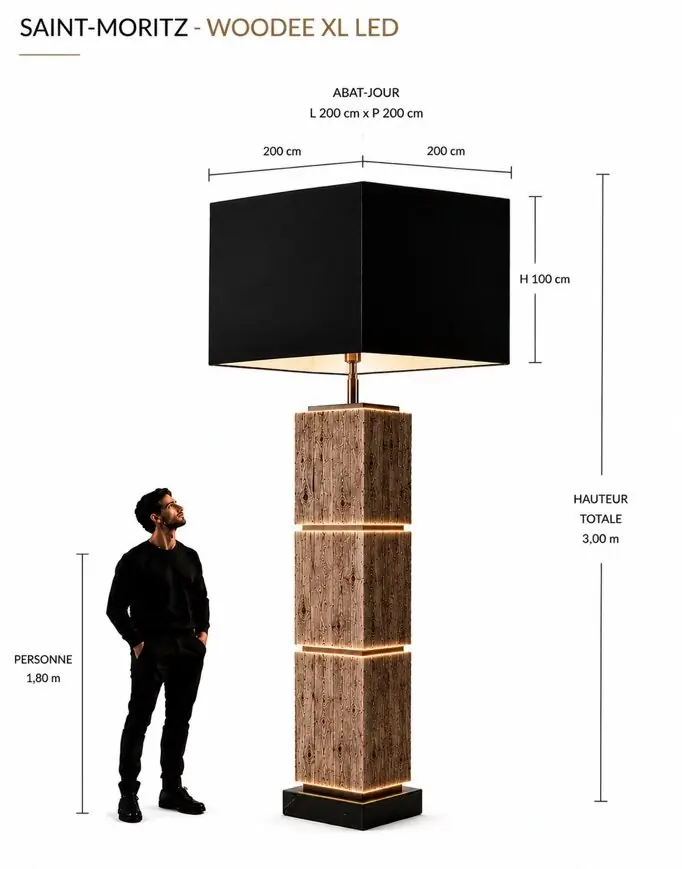 SAINT-MORITZ - WOODEE XL LED
ABAT-JOUR
L 200 cm x P 200 cm
200 cm
200 cm
H 100 cm
HAUTEUR
TOTALE
3,00 m
PERSONNE
1,80 m